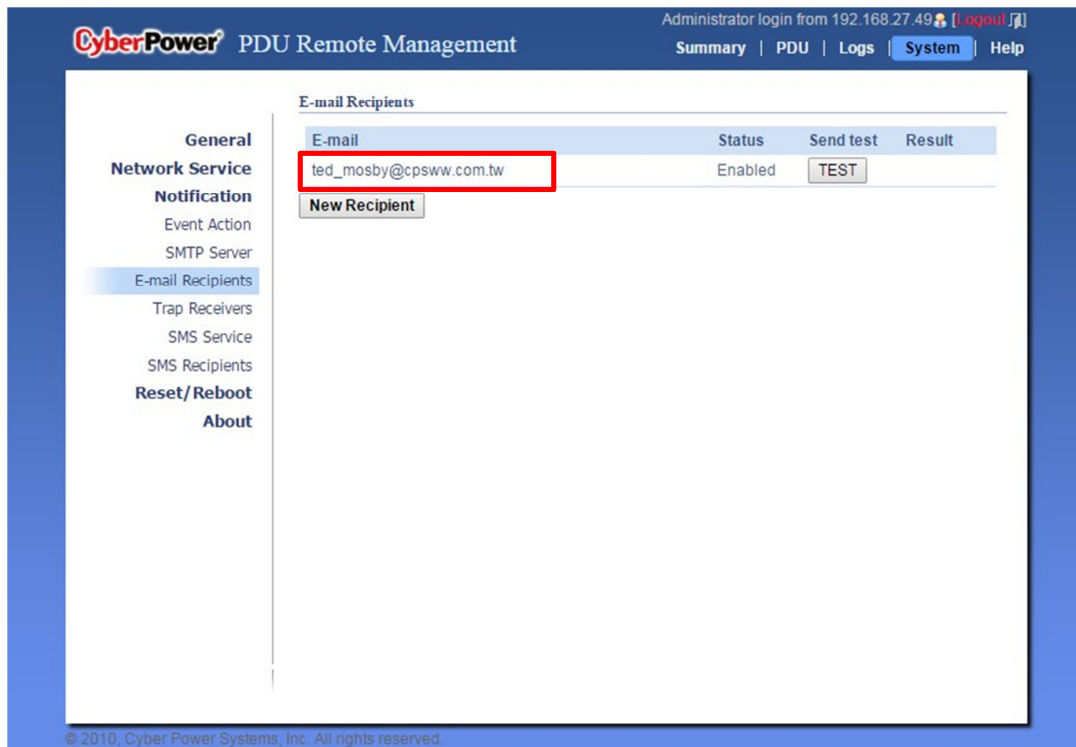 Administrator login from 192.168.27.49 [Logout]
CyberPower® PDU Remote Management
Summary | PDU | Logs | System | Help
E-mail Recipients
General
Network Service
Notification
Event Action
SMTP Server
E-mail Recipients
Trap Receivers
SMS Service
SMS Recipients
Reset/Reboot
About
E-mail Status Send test Result
ted_mosby@cpsww.com.tw Enabled TEST
New Recipient
© 2010, Cyber Power Systems, Inc. All rights reserved.